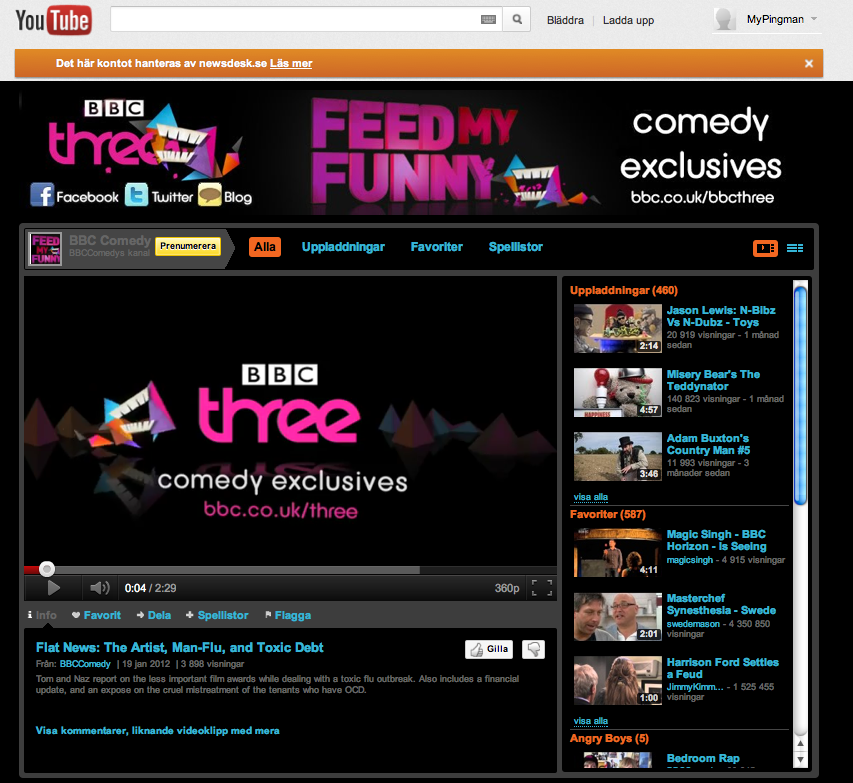 YouTube
Bläddra
Ladda upp
MyPingman
Det här kontot hanteras av newsdesk.se Läs mer
BBC
three
Facebook Twitter Blog
FEED MY
FUNNY
comedy
exclusives
bbc.co.uk/bbcthree
FEED
MY
FUNNY
BBC Comedy
BBCComedys kanal
Prenumerera
Alla
Uppladdningar
Favoriter
Spellistor
BBC
three
comedy exclusives
bbc.co.uk/three
0:04 / 2:29
360p
Info
Favorit
Dela
Spellistor
Flagga
Flat News: The Artist, Man-Flu, and Toxic Debt
Från: BBCComedy | 19 jan 2012 | 3 898 visningar
Gilla
Tom and Naz report on the less important film awards while dealing with a toxic flu outbreak. Also includes a financial
update, and an expose on the cruel mistreatment of the tenants who have OCD.
Visa kommentarer, liknande videoklipp med mera
Uppladdningar (460)
2:14
Jason Lewis: N-Bibz
Vs N-Dubz - Toys
20 919 visningar - 1 månad
sedan
HAPPINESS
4:57
Misery Bear's The
Teddynator
140 823 visningar - 1 månad
sedan
3:46
Adam Buxton's
Country Man #5
11 993 visningar - 3
månader sedan
visa alla
Favoriter (587)
4:11
Magic Singh - BBC
Horizon - Is Seeing
magicsingh - 4 915 visningar
2:01
Masterchef
Synesthesia - Swede
swedemason - 4 350 850
visningar
1:00
Harrison Ford Settles
a Feud
JimmyKimm... - 1 525 455
visningar
visa alla
Angry Boys (5)
Bedroom Rap